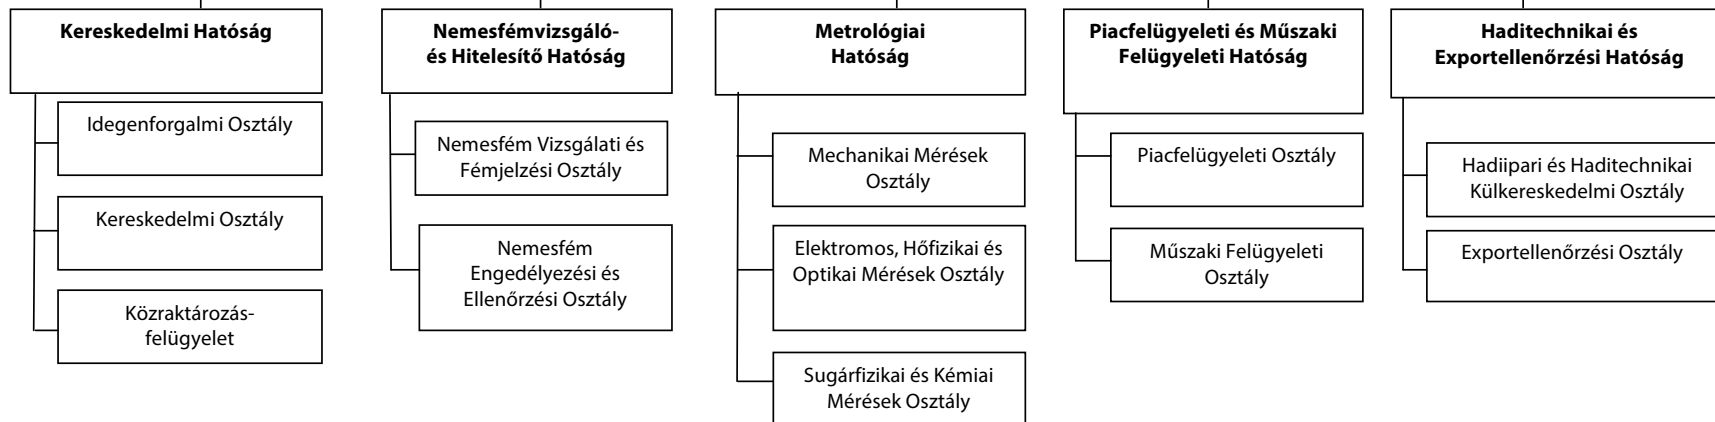 Kereskedelmi Hatóság
Idegenforgalmi Osztály
Kereskedelmi Osztály
Közraktározás-
felügyelet
Nemesfémvizsgáló-
és Hitelesítő Hatóság
Nemesfém Vizsgálati és
Fémjelzési Osztály
Nemesfém
Engedélyezési és
Ellenőrzési Osztály
Metrológiai
Hatóság
Mechanikai Mérések
Osztály
Elektromos, Hőfizikai és
Optikai Mérések Osztály
Sugárfizikai és Kémiai
Mérések Osztály
Piacfelügyeleti és Műszaki
Felügyeleti Hatóság
Piacfelügyeleti Osztály
Műszaki Felügyeleti
Osztály
Haditechnikai és
Exportellenőrzési Hatóság
Hadiipari és Haditechnikai
Külkereskedelmi Osztály
Exportellenőrzési Osztály